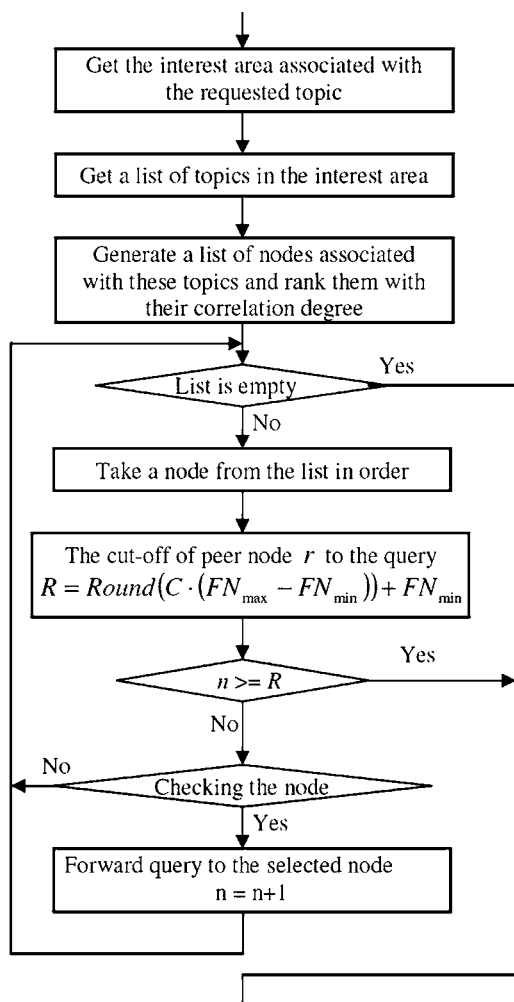 Get the interest area associated with
the requested topic
Get a list of topics in the interest area
Generate a list of nodes associated
with these topics and rank them with
their correlation degree
Yes
List is empty
No
Take a node from the list in order
The cut-off of peer node r to the query
R = Round(C · (FN_max − FN_min)) + FN_min
Yes
n >= R
No
No
Checking the node
Yes
Forward query to the selected node
n = n+1